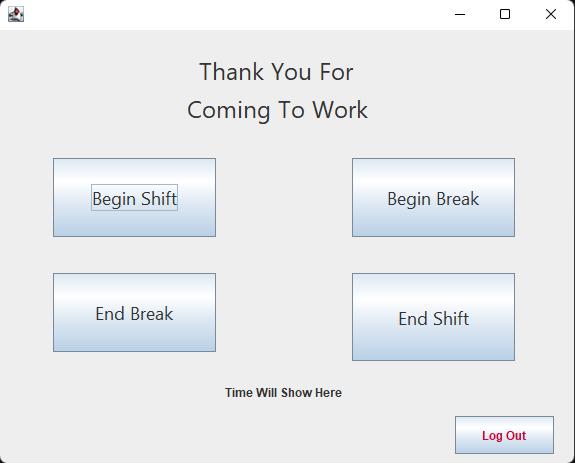 Thank You For
Coming To Work
Begin Shift
Begin Break
End Break
End Shift
Time Will Show Here
Log Out